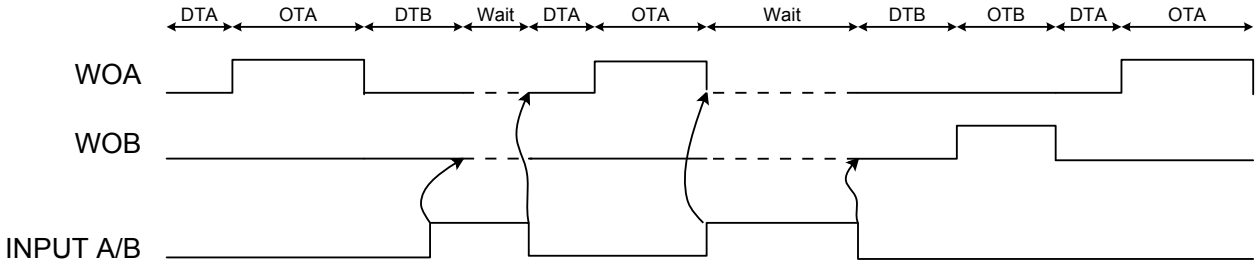 DTA OTA DTB Wait DTA OTA Wait DTB OTB DTA OTA
WOA
WOB
INPUT A/B